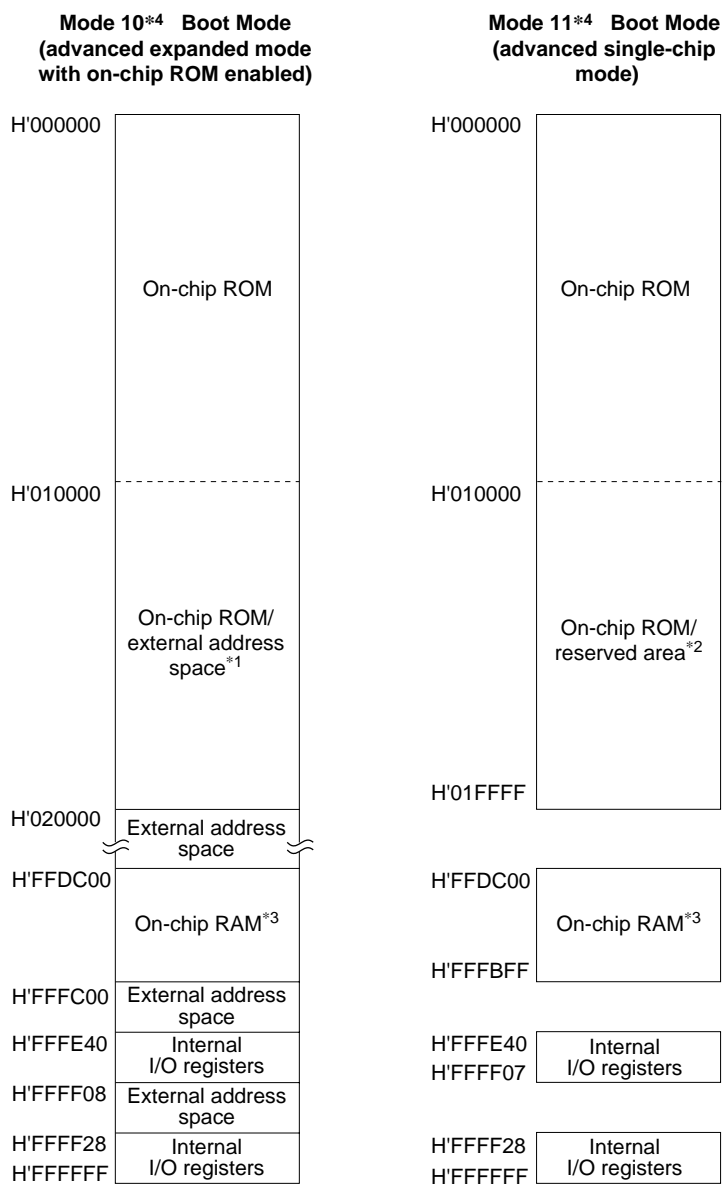 Mode 10*4 Boot Mode
(advanced expanded mode
with on-chip ROM enabled)
H'000000
On-chip ROM
H'010000
On-chip ROM/
external address
space*1
H'020000
External address
space
H'FFDC00
On-chip RAM*3
H'FFFC00
External address
space
H'FFFE40
Internal
I/O registers
H'FFFF08
External address
space
H'FFFF28
Internal
I/O registers
H'FFFFFF
Mode 11*4 Boot Mode
(advanced single-chip
mode)
H'000000
On-chip ROM
H'010000
On-chip ROM/
reserved area*2
H'01FFFF
H'FFDC00
On-chip RAM*3
H'FFFBFF
H'FFFE40
Internal
I/O registers
H'FFFF07
H'FFFF28
Internal
I/O registers
H'FFFFFF